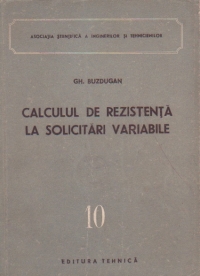 ASOCIAȚIA ȘTIINȚIFICĂ A INGINERILOR ȘI TEHNICIENILOR
GH. BUZDUGAN
CALCULUL DE REZISTENȚĂ
LA SOLICITĂRI VARIABILE
10
EDITURA TEHNICĂ